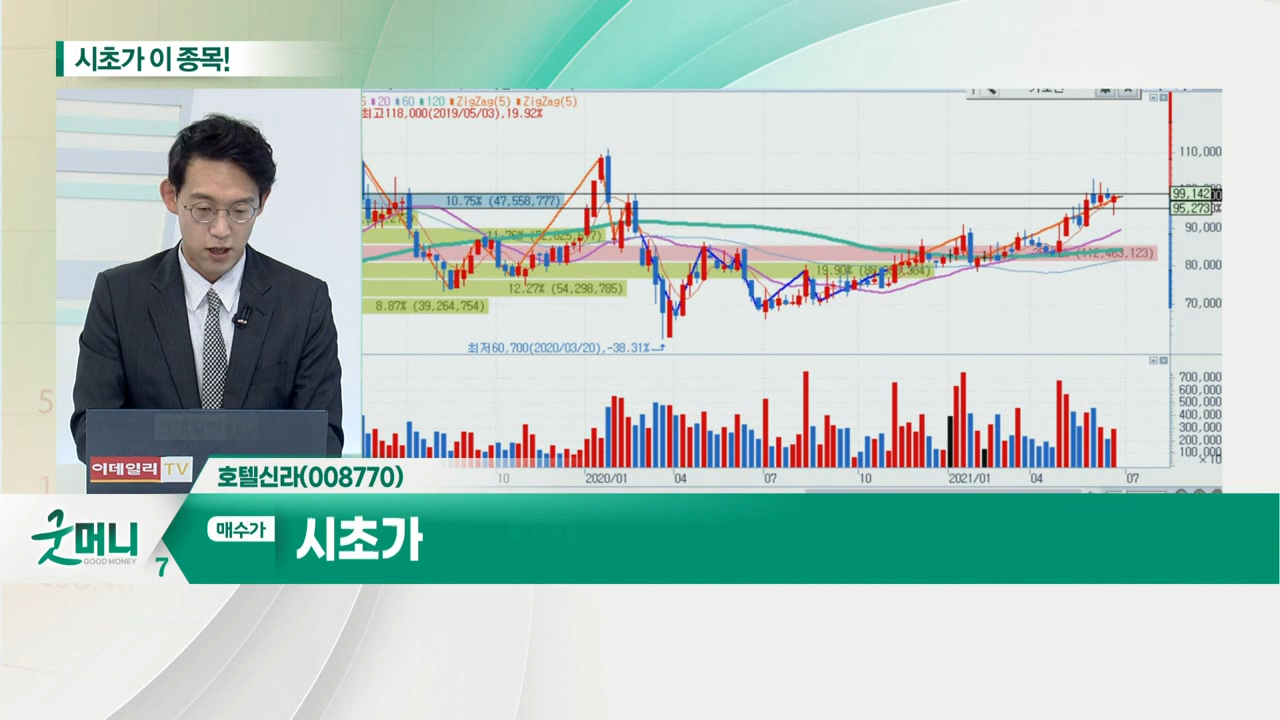 시초가 이 종목!
5 20 60 120 ZigZag(5) ZigZag(5)
최고118,000(2019/05/03),19.92%
110,000
99,142
95,273
90,000
80,000
70,000
10.75% (47,558,777)
12.27% (54,298,785)
8.87% (39,264,754)
최저60,700(2020/03/20),-38.31%
700,000
600,000
500,000
400,000
300,000
200,000
100,000
10
2020/01
04
07
10
2021/01
04
07
이데일리 TV
호텔신라(008770)
굿머니
GOOD MONEY
7
매수가
시초가